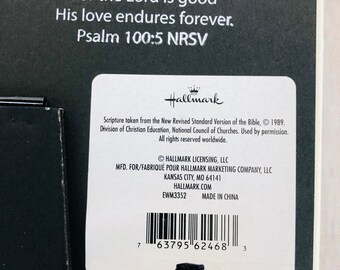 the Lord is good
His love endures forever.
Psalm 100:5 NRSV
Hallmark
Scripture taken from the New Revised Standard Version of the Bible, © 1989.
Division of Christian Education, National Council of Churches. Used by permission.
All rights reserved worldwide.
© HALLMARK LICENSING, LLC
MFD. FOR/FABRIQUÉ POUR HALLMARK MARKETING COMPANY, LLC
KANSAS CITY, MO 64141
HALLMARK.COM
EWM3352 MADE IN CHINA
7 63795 62468 3